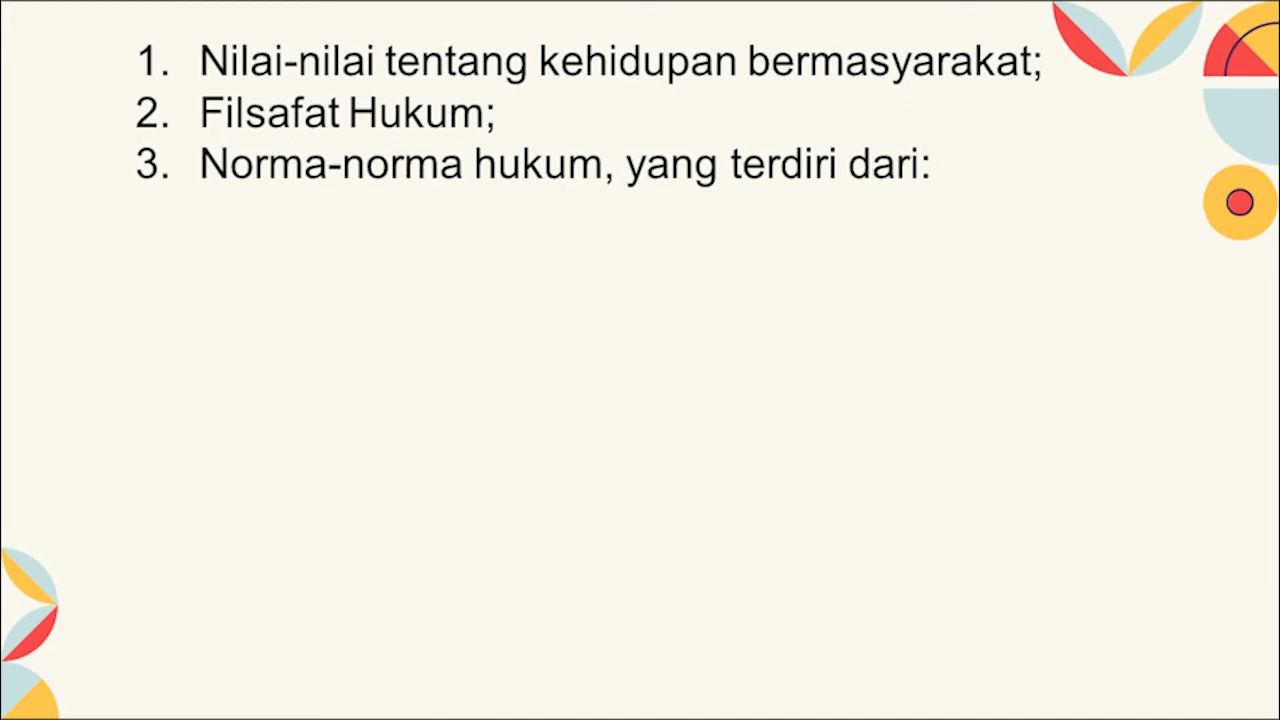 1. Nilai-nilai tentang kehidupan bermasyarakat;
2. Filsafat Hukum;
3. Norma-norma hukum, yang terdiri dari: